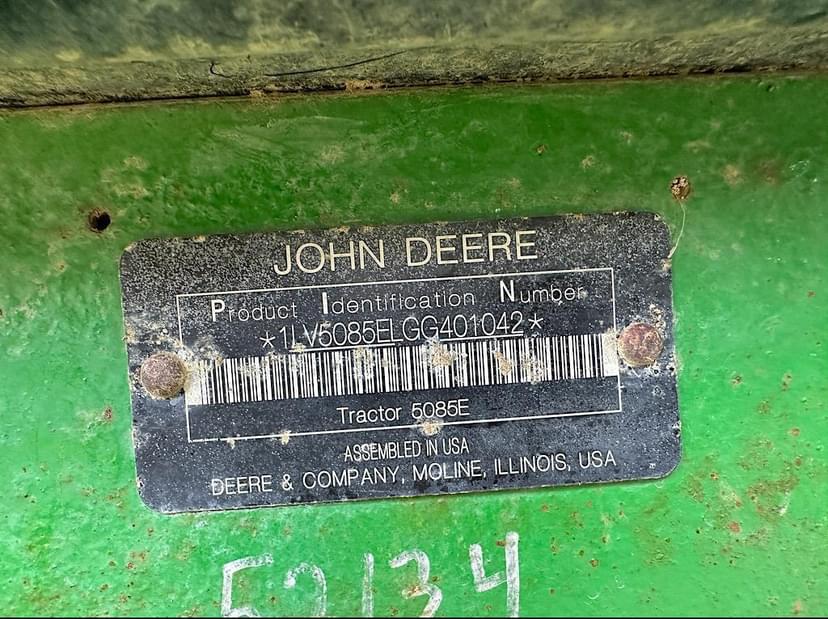 JOHN DEERE
Product Identification Number
*1LV5085ELGG401042*
Tractor 5085E
ASSEMBLED IN USA
DEERE & COMPANY, MOLINE, ILLINOIS, USA
52134